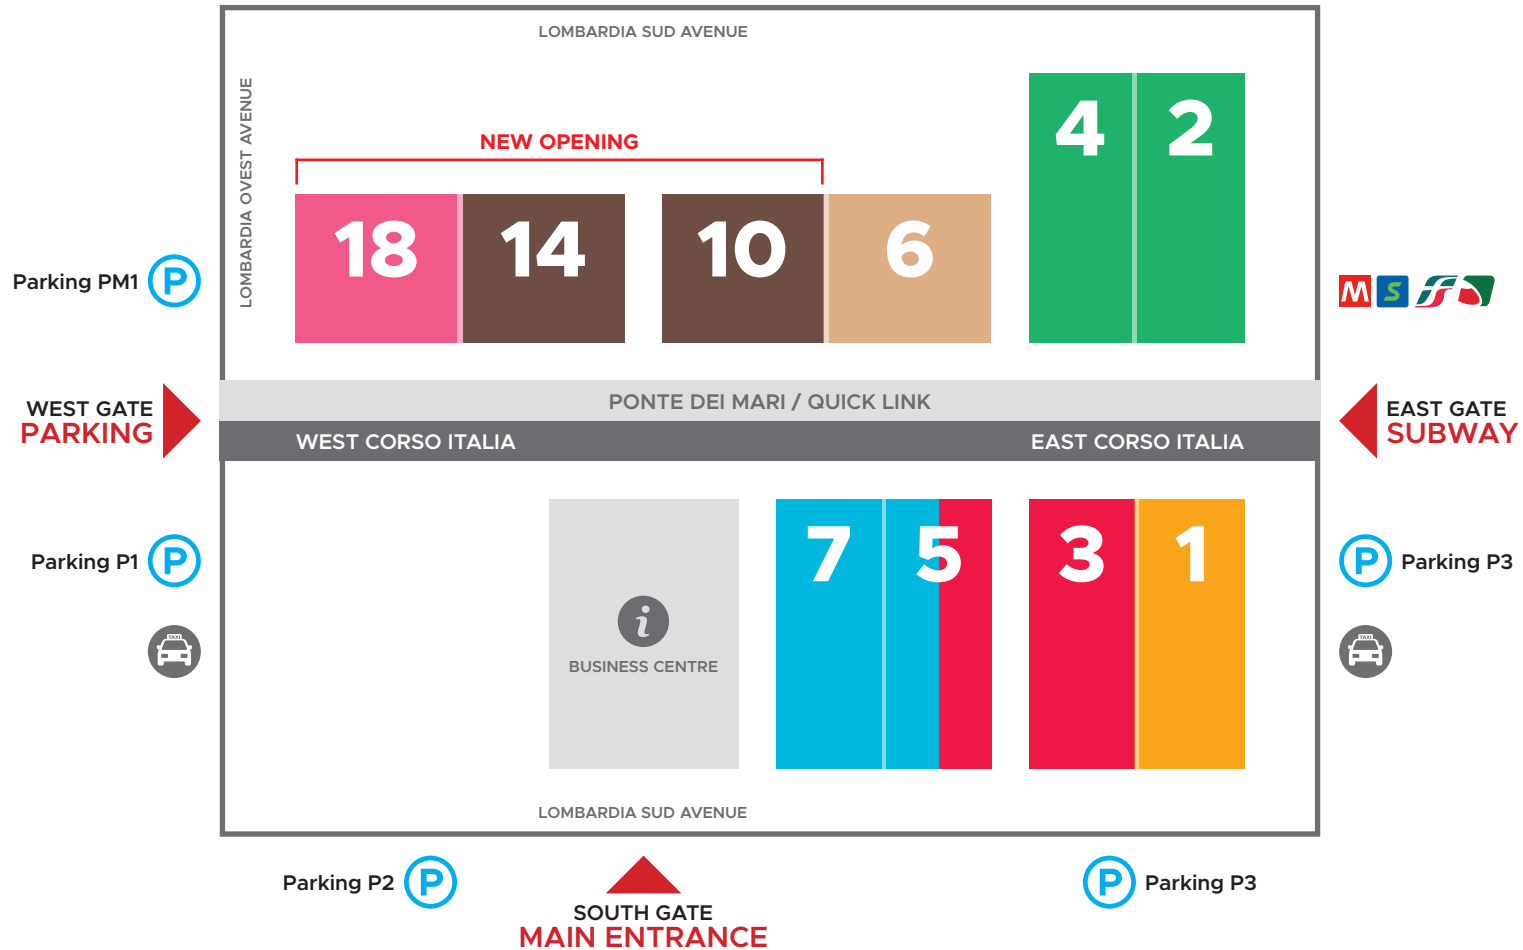 LOMBARDIA SUD AVENUE
LOMBARDIA OVEST AVENUE
NEW OPENING
4 2
18 14 10 6
Parking PM1 P
M S
PONTE DEI MARI / QUICK LINK
WEST GATE
PARKING
WEST CORSO ITALIA
EAST CORSO ITALIA
EAST GATE
SUBWAY
7 5 3 1
Parking P1 P
P Parking P3
i
BUSINESS CENTRE
TAXI
TAXI
LOMBARDIA SUD AVENUE
Parking P2 P
P Parking P3
SOUTH GATE
MAIN ENTRANCE